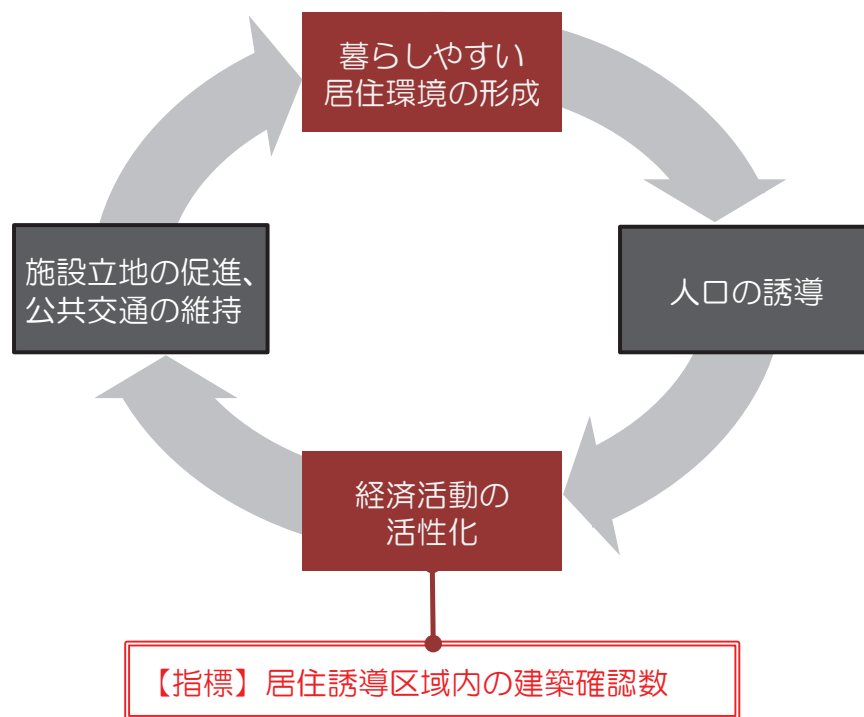 暮らしやすい
居住環境の形成
施設立地の促進、
公共交通の維持
人口の誘導
経済活動の
活性化
【指標】居住誘導区域内の建築確認数